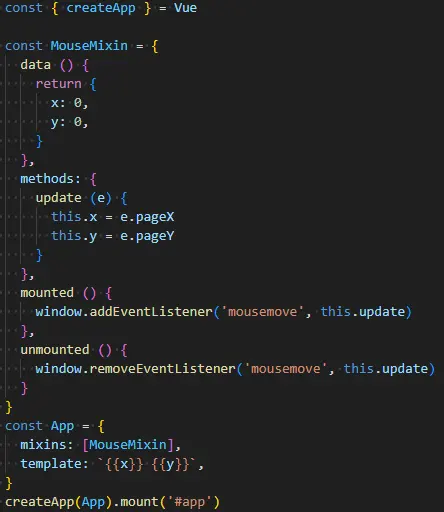 const { createApp } = Vue

const MouseMixin = {
  data () {
    return {
      x: 0,
      y: 0,
    }
  },
  methods: {
    update (e) {
      this.x = e.pageX
      this.y = e.pageY
    }
  },
  mounted () {
    window.addEventListener('mousemove', this.update)
  },
  unmounted () {
    window.removeEventListener('mousemove', this.update)
  }
}
const App = {
  mixins: [MouseMixin],
  template: `{{x}} {{y}}`,
}
createApp(App).mount('#app')